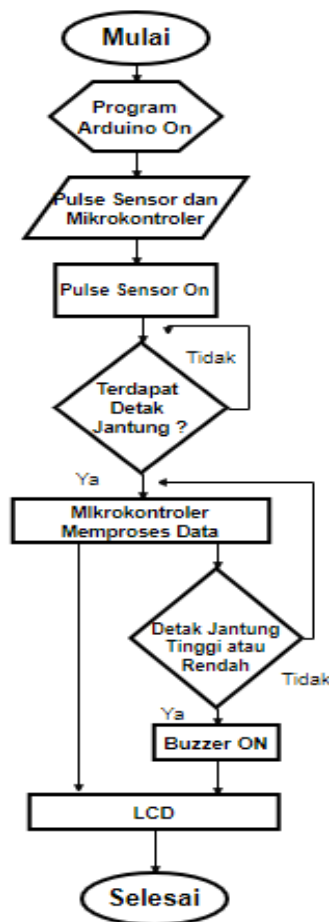 Mulai
Program
Arduino On
Pulse Sensor dan
Mikrokontroler
Pulse Sensor On
Tidak
Terdapat
Detak
Jantung ?
Ya
MIkrokontroler
Memproses Data
Detak Jantung
Tinggi atau
Rendah
Tidak
Ya
Buzzer ON
LCD
Selesai